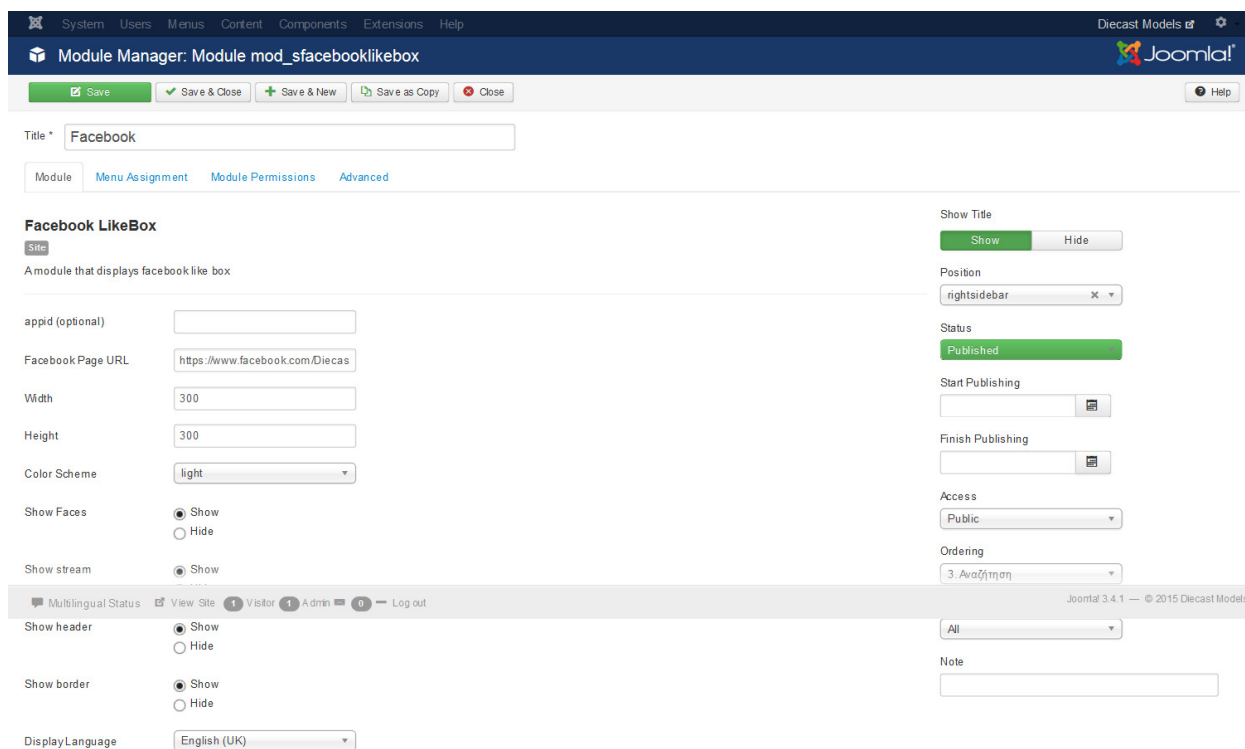 System Users Menus Content Components Extensions Help Diecast Models
Module Manager: Module mod_sfacebooklikebox Joomla!
Save Save & Close Save & New Save as Copy Close Help
Title * Facebook
Module Menu Assignment Module Permissions Advanced
Facebook LikeBox
Site
A module that displays facebook like box
appid (optional)
Facebook Page URL https://www.facebook.com/Diecas
Width 300
Height 300
Color Scheme light
Show Faces Show
Hide
Show stream Show
Show Title
Show Hide
Position
rightsidebar
Status
Published
Start Publishing
Finish Publishing
Access
Public
Ordering
3. Αναζήτηση
Multilingual Status View Site 1 Visitor 1 Admin 0 Log out Joomla! 3.4.1 — © 2015 Diecast Models
Show header Show
Hide
Show border Show
Hide
Display Language English (UK)
All
Note